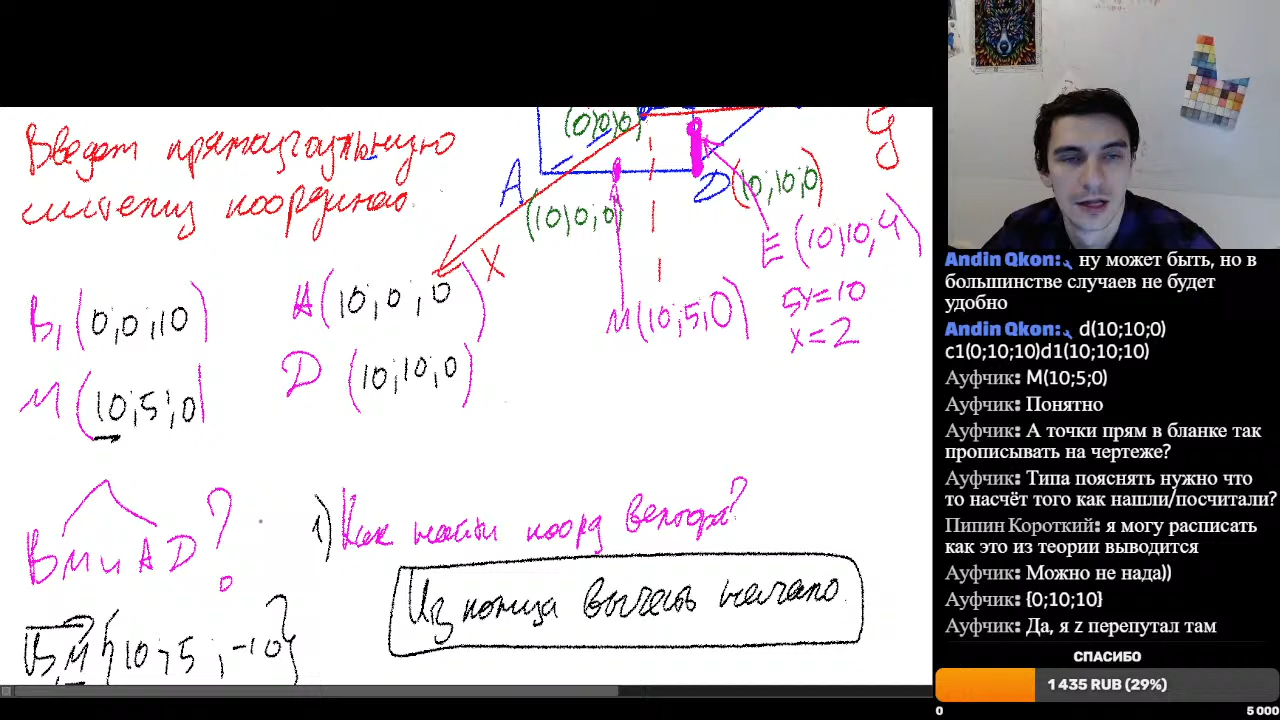 Введем прямоугольную
систему координат.
(0;0;0)
A
(10;0;0)
D (10;10;0)
y
X
E (10;10;4)
M (10;5;0)
5x=10
x=2
B₁ (0;0;10)
A (10;0;0)
M (10;5;0)
D (10;10;0)
∠ B₁M и AD ?
1) Как найти коорд вектора?
Из конца вычесть начало.
B₁M {10;5;-10}
Andin Qkon: ну может быть, но в
большинстве случаев не будет
удобно
Andin Qkon: d(10;10;0)
c1(0;10;10)d1(10;10;10)
Ауфчик: M(10;5;0)
Ауфчик: Понятно
Ауфчик: А точки прям в бланке так
прописывать на чертеже?
Ауфчик: Типа пояснять нужно что
то насчёт того как нашли/посчитали?
Пипин Короткий: я могу расписать
как это из теории выводится
Ауфчик: Можно не нада))
Ауфчик: {0;10;10}
Ауфчик: Да, я z перепутал там
СПАСИБО
1 435 RUB (29%)
0 5 000